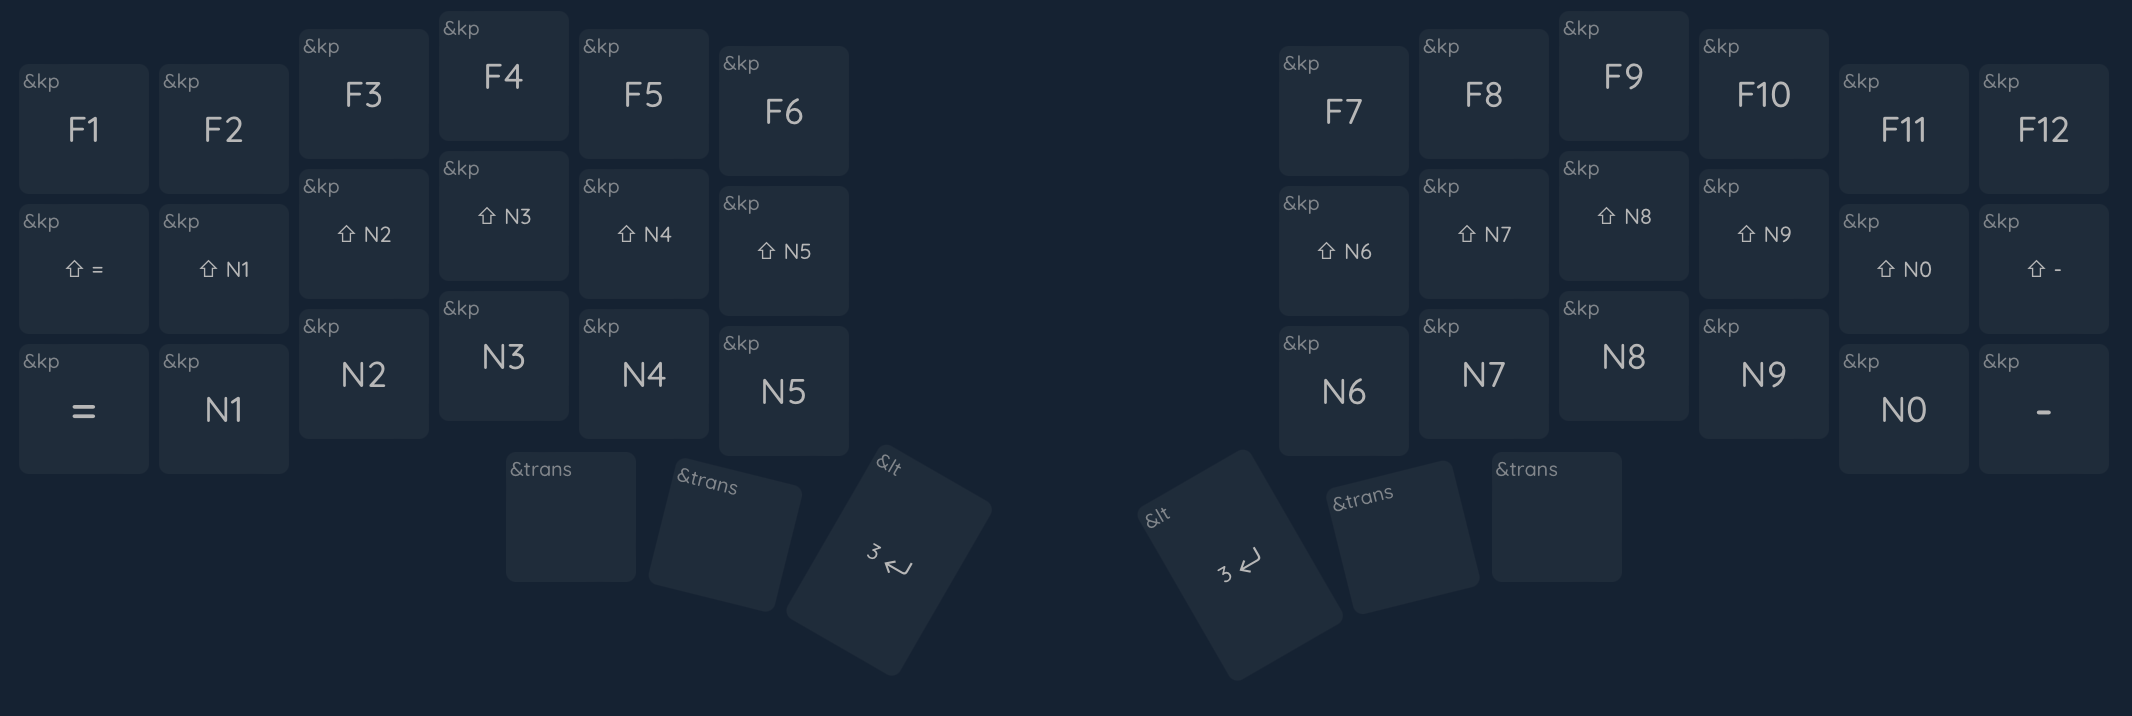 &kp &kp &kp &kp &kp &kp &kp &kp &kp &kp &kp &kp
F1 F2 F3 F4 F5 F6 F7 F8 F9 F10 F11 F12
&kp &kp &kp &kp &kp &kp &kp &kp &kp &kp &kp &kp
⇧ = ⇧ N1 ⇧ N2 ⇧ N3 ⇧ N4 ⇧ N5 ⇧ N6 ⇧ N7 ⇧ N8 ⇧ N9 ⇧ N0 ⇧ -
&kp &kp &kp &kp &kp &kp &kp &kp &kp &kp &kp &kp
= N1 N2 N3 N4 N5 N6 N7 N8 N9 N0 -
&trans &trans &lt &lt &trans &trans
3 ↵ 3 ↵